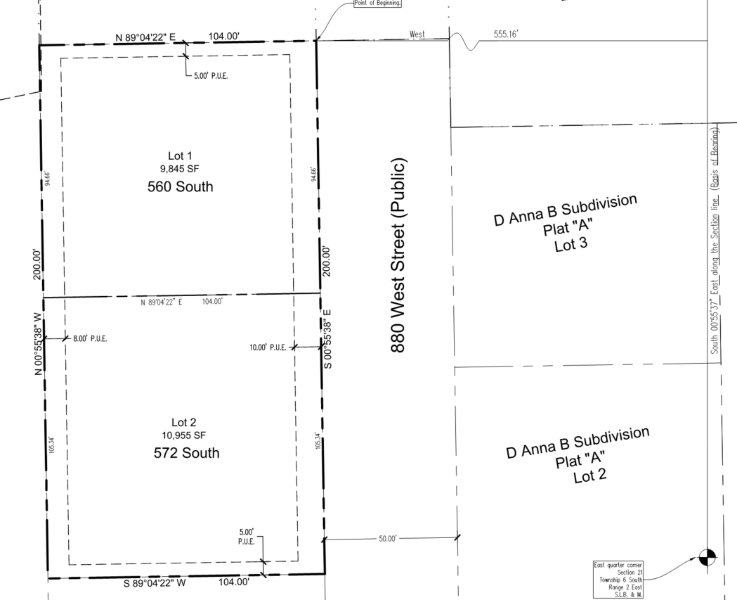 Point of Beginning.
N 89°04'22" E 104.00'
West 555.16'
5.00' P.U.E.
Lot 1
9,845 SF
560 South
94.66'
94.66'
200.00'
200.00'
N 89°04'22" E 104.00'
N 00°55'38" W
S 00°55'38" E
8.00' P.U.E.
10.00' P.U.E.
Lot 2
10,955 SF
572 South
105.34'
105.34'
5.00'
P.U.E.
S 89°04'22" W 104.00'
880 West Street (Public)
50.00'
D Anna B Subdivision
Plat "A"
Lot 3
D Anna B Subdivision
Plat "A"
Lot 2
South 00°55'37" East along the Section line. (Basis of Bearing)
East quarter corner
Section 21
Township 6 South
Range 2 East
S.L.B. & M.